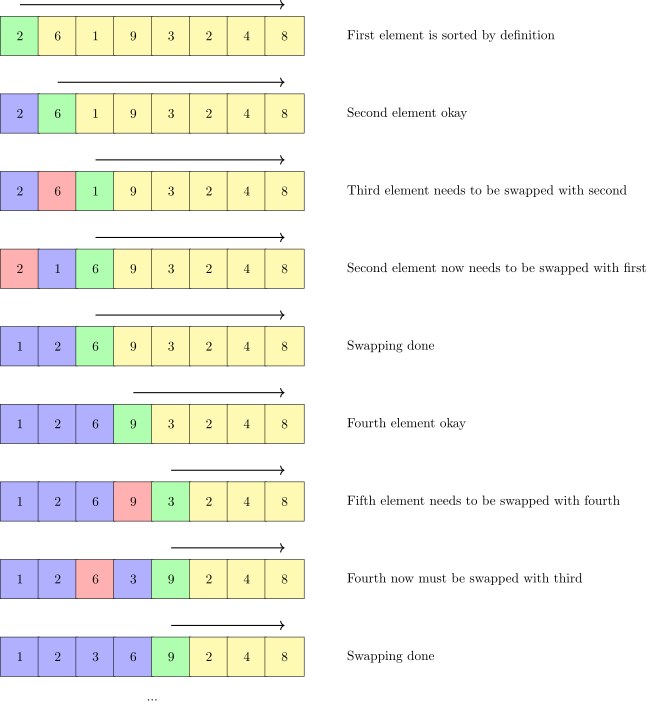 2 6 1 9 3 2 4 8 First element is sorted by definition
2 6 1 9 3 2 4 8 Second element okay
2 6 1 9 3 2 4 8 Third element needs to be swapped with second
2 1 6 9 3 2 4 8 Second element now needs to be swapped with first
1 2 6 9 3 2 4 8 Swapping done
1 2 6 9 3 2 4 8 Fourth element okay
1 2 6 9 3 2 4 8 Fifth element needs to be swapped with fourth
1 2 6 3 9 2 4 8 Fourth now must be swapped with third
1 2 3 6 9 2 4 8 Swapping done
...